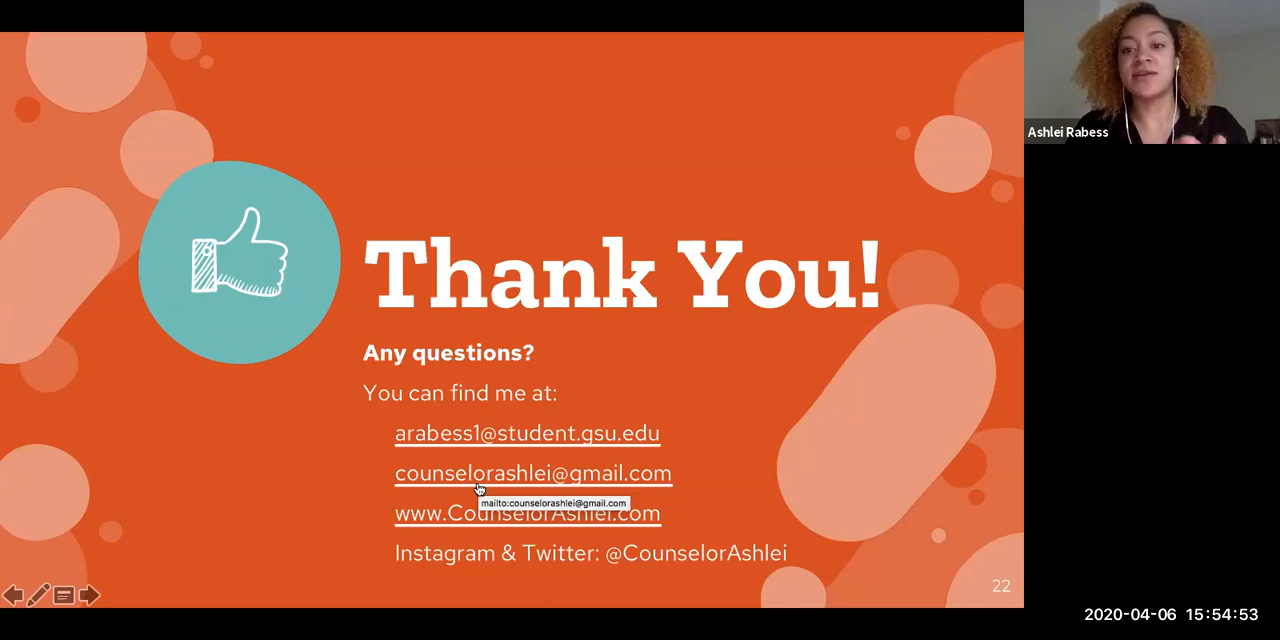 Ashlei Rabess
Thank You!
Any questions?
You can find me at:
arabess1@student.gsu.edu
counselorashlei@gmail.com
mailto:counselorashlei@gmail.com
www.CounselorAshlei.com
Instagram & Twitter: @CounselorAshlei
22
2020-04-06 15:54:53